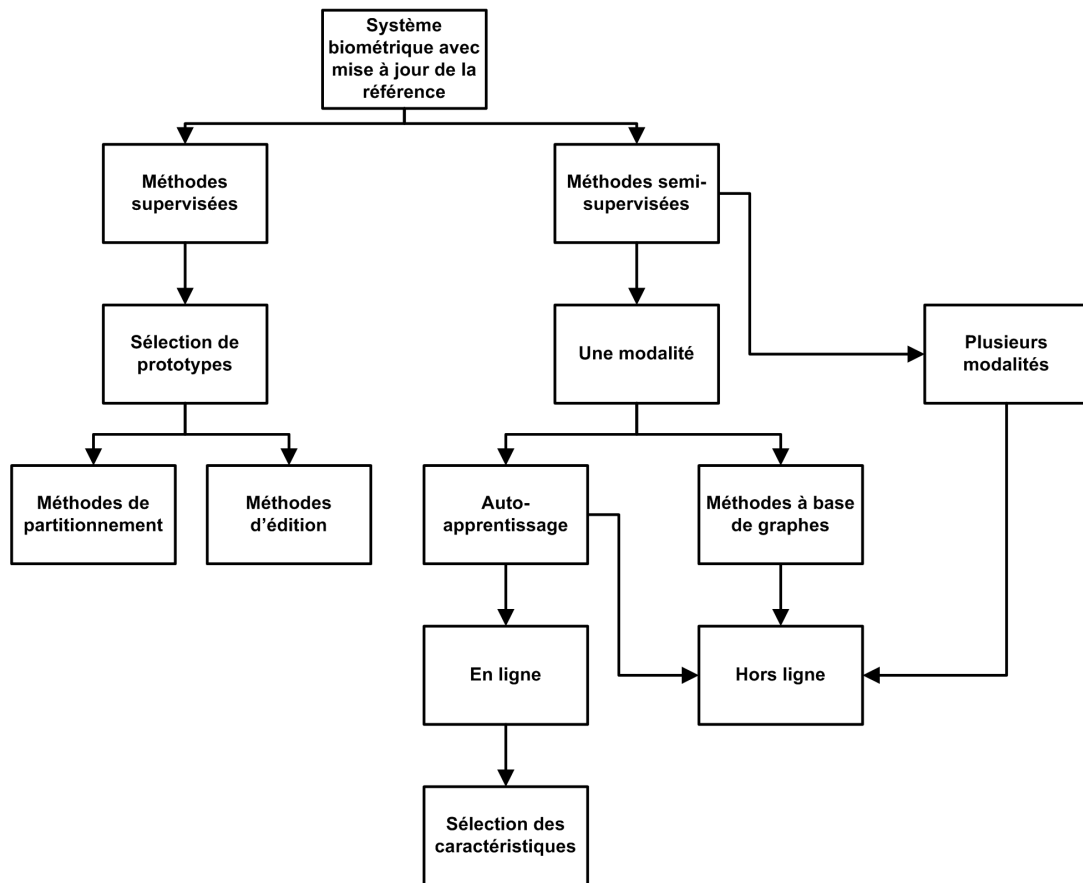 Système
biométrique avec
mise à jour de la
référence
Méthodes
supervisées
Méthodes semi-
supervisées
Sélection de
prototypes
Une modalité
Plusieurs
modalités
Méthodes de
partitionnement
Méthodes
d'édition
Auto-
apprentissage
Méthodes à base
de graphes
En ligne
Hors ligne
Sélection des
caractéristiques